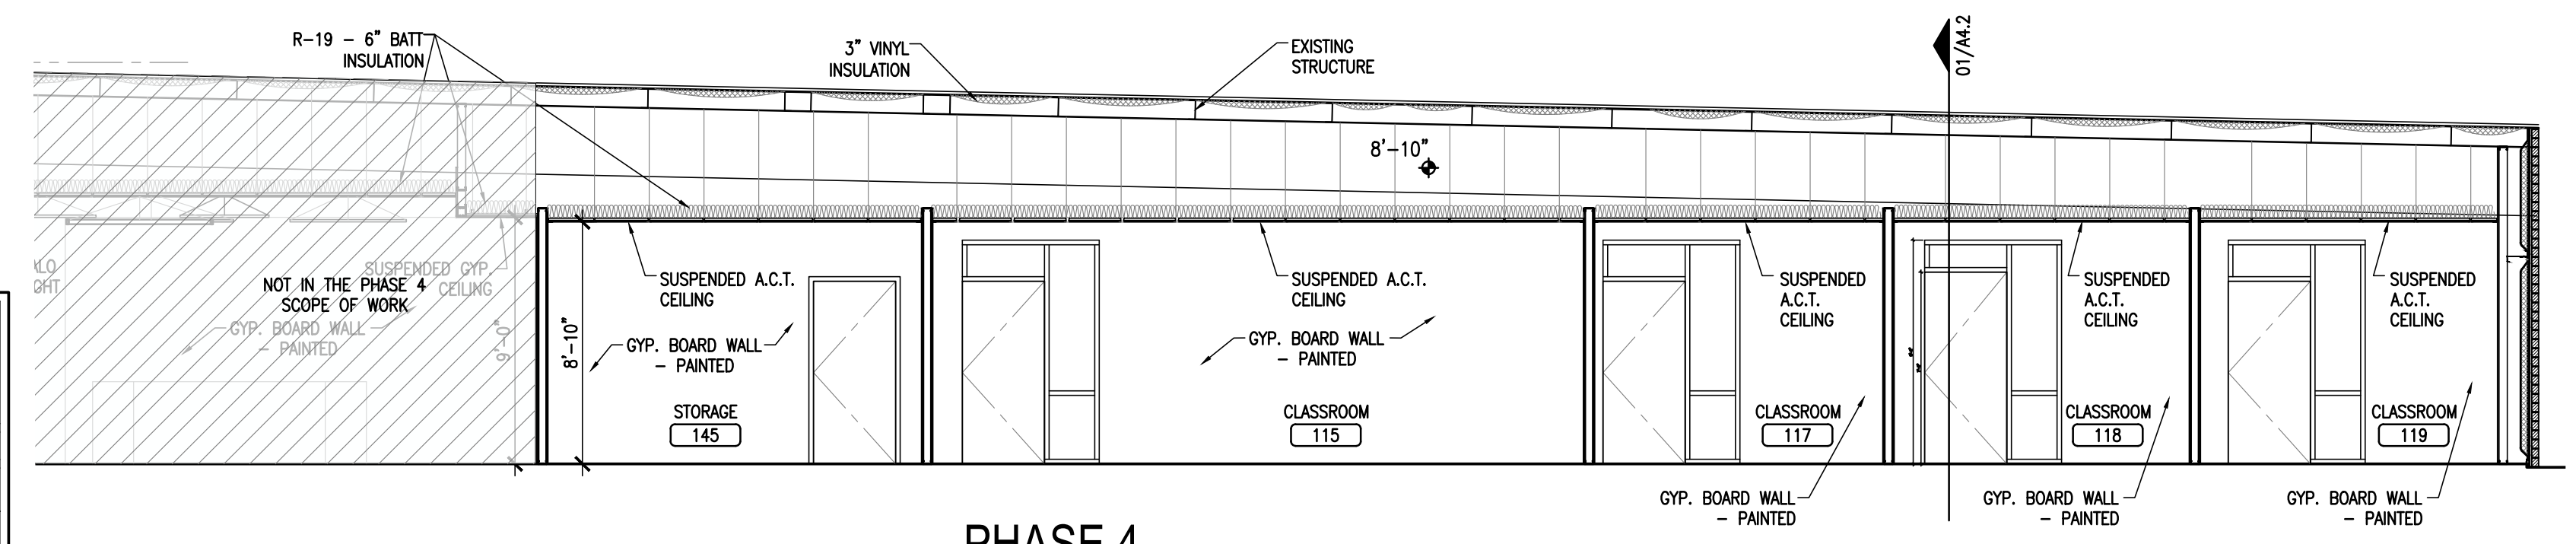 R-19 - 6" BATT
INSULATION
3" VINYL
INSULATION
EXISTING
STRUCTURE
01/A4.2
8'-10"
SUSPENDED GYP.
CEILING
NOT IN THE PHASE 4
SCOPE OF WORK
GYP. BOARD WALL
- PAINTED
9'-0"
8'-10"
SUSPENDED A.C.T.
CEILING
GYP. BOARD WALL
- PAINTED
STORAGE
145
SUSPENDED A.C.T.
CEILING
GYP. BOARD WALL
- PAINTED
CLASSROOM
115
SUSPENDED
A.C.T.
CEILING
CLASSROOM
117
GYP. BOARD WALL
- PAINTED
SUSPENDED
A.C.T.
CEILING
CLASSROOM
118
GYP. BOARD WALL
- PAINTED
SUSPENDED
A.C.T.
CEILING
CLASSROOM
119
GYP. BOARD WALL
- PAINTED
PHASE 4